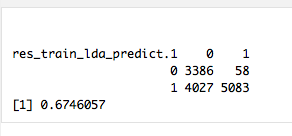 res_train_lda_predict.1 0 1
0 3386 58
1 4027 5083
[1] 0.6746057